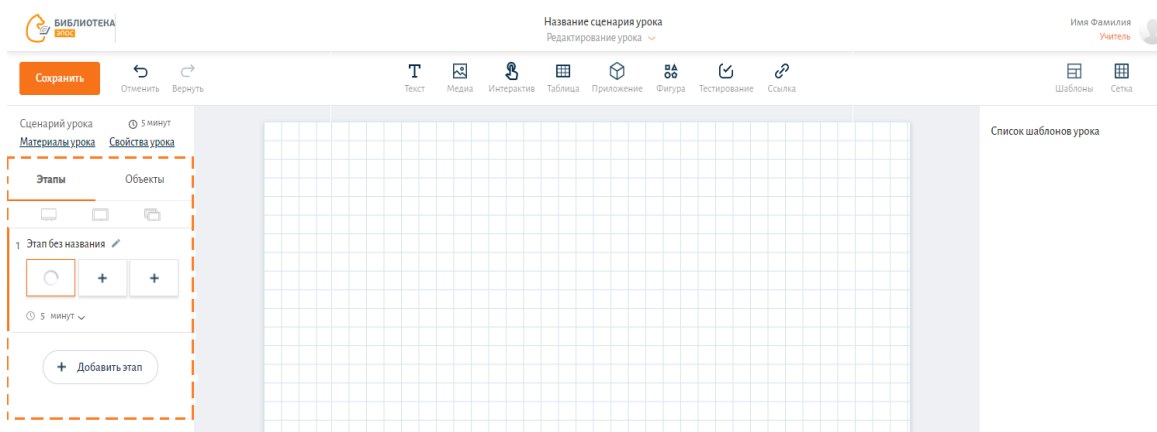 БИБЛИОТЕКА
ЭПОС
Название сценария урока
Редактирование урока
Имя Фамилия
Учитель
Сохранить
Отменить Вернуть
Текст Медиа Интерактив Таблица Приложение Фигура Тестирование Ссылка
Шаблоны Сетка
Сценарий урока 5 минут
Материалы урока Свойства урока
Список шаблонов урока
Этапы Объекты
1 Этап без названия
+ +
5 минут
+ Добавить этап